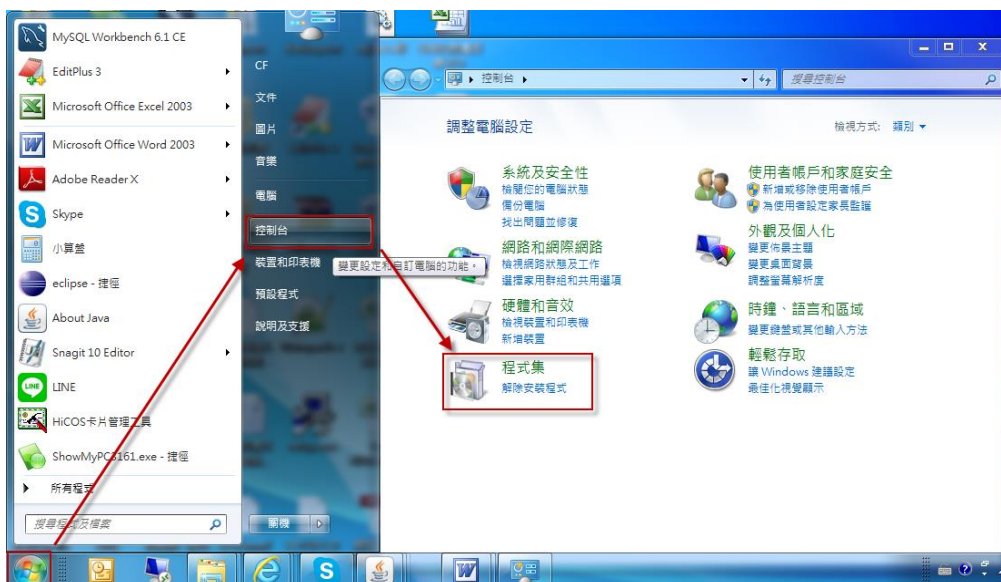 MySQL Workbench 6.1 CE
EditPlus 3
Microsoft Office Excel 2003
Microsoft Office Word 2003
Adobe Reader X
Skype
小算盤
eclipse - 捷徑
About Java
Snagit 10 Editor
LINE
HiCOS卡片管理工具
ShowMyPC3161.exe - 捷徑
所有程式
搜尋程式及檔案
CF
文件
圖片
音樂
電腦
控制台
裝置和印表機
預設程式
說明及支援
關機
變更設定和自訂電腦的功能。
控制台
搜尋控制台
調整電腦設定
檢視方式: 類別
系統及安全性
檢閱您的電腦狀態
備份電腦
找出問題並修復
網路和網際網路
檢視網路狀態及工作
選擇家用群組和共用選項
硬體和音效
檢視裝置和印表機
新增裝置
程式集
解除安裝程式
使用者帳戶和家庭安全
新增或移除使用者帳戶
為使用者設定家長監護
外觀及個人化
變更佈景主題
變更桌面背景
調整螢幕解析度
時鐘、語言和區域
變更鍵盤或其他輸入方法
輕鬆存取
讓 Windows 建議設定
最佳化視覺顯示